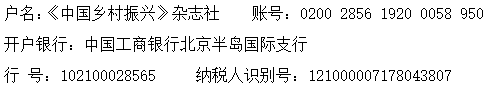 户名:《中国乡村振兴》杂志社 账号: 0200 2856 1920 0058 950
开户银行: 中国工商银行北京半岛国际支行
行 号: 102100028565 纳税人识别号: 121000007178043807